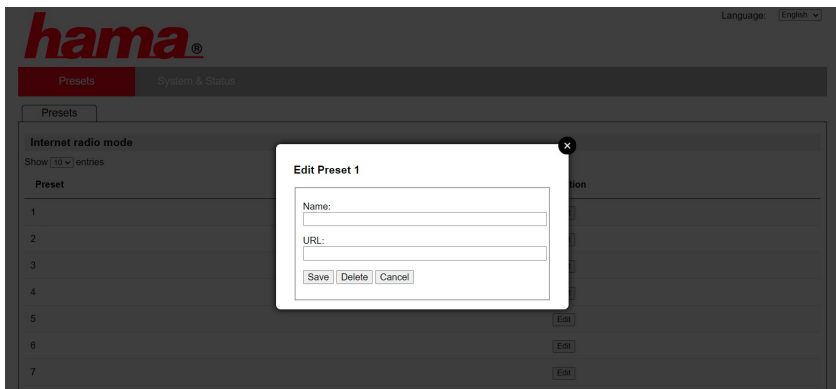 hama®
Language: English
Presets System & Status
Presets
Internet radio mode
Show 10 entries
Preset
Edit Preset 1
Name:
URL:
Save Delete Cancel
1
2
3
4
5 Edit
6 Edit
7 Edit